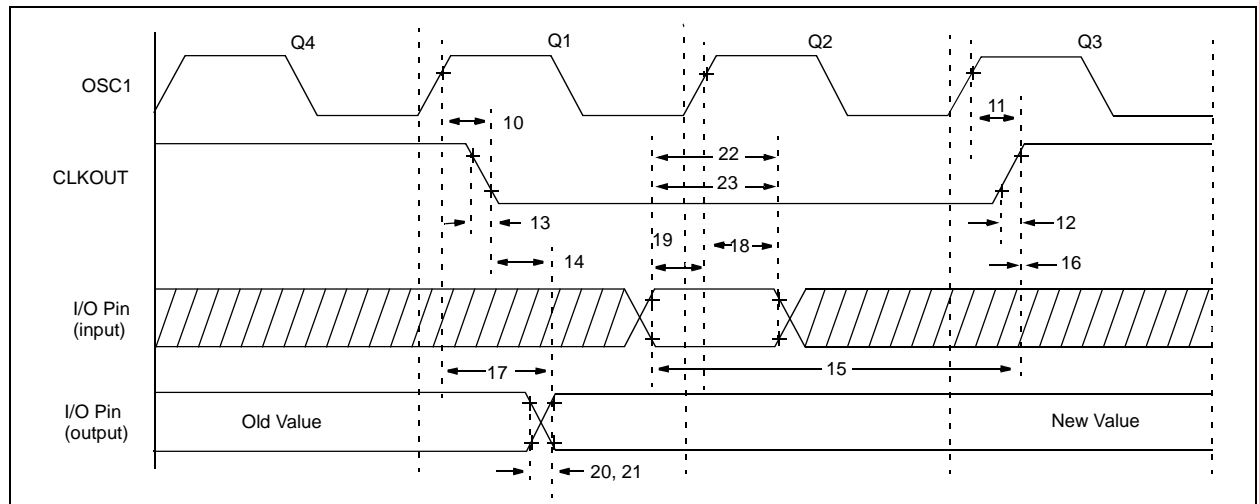 Q4 Q1 Q2 Q3
OSC1
10 11
CLKOUT
22
23
13 12
14 19 18 16
I/O Pin
(input)
17 15
I/O Pin
(output)
Old Value New Value
20, 21